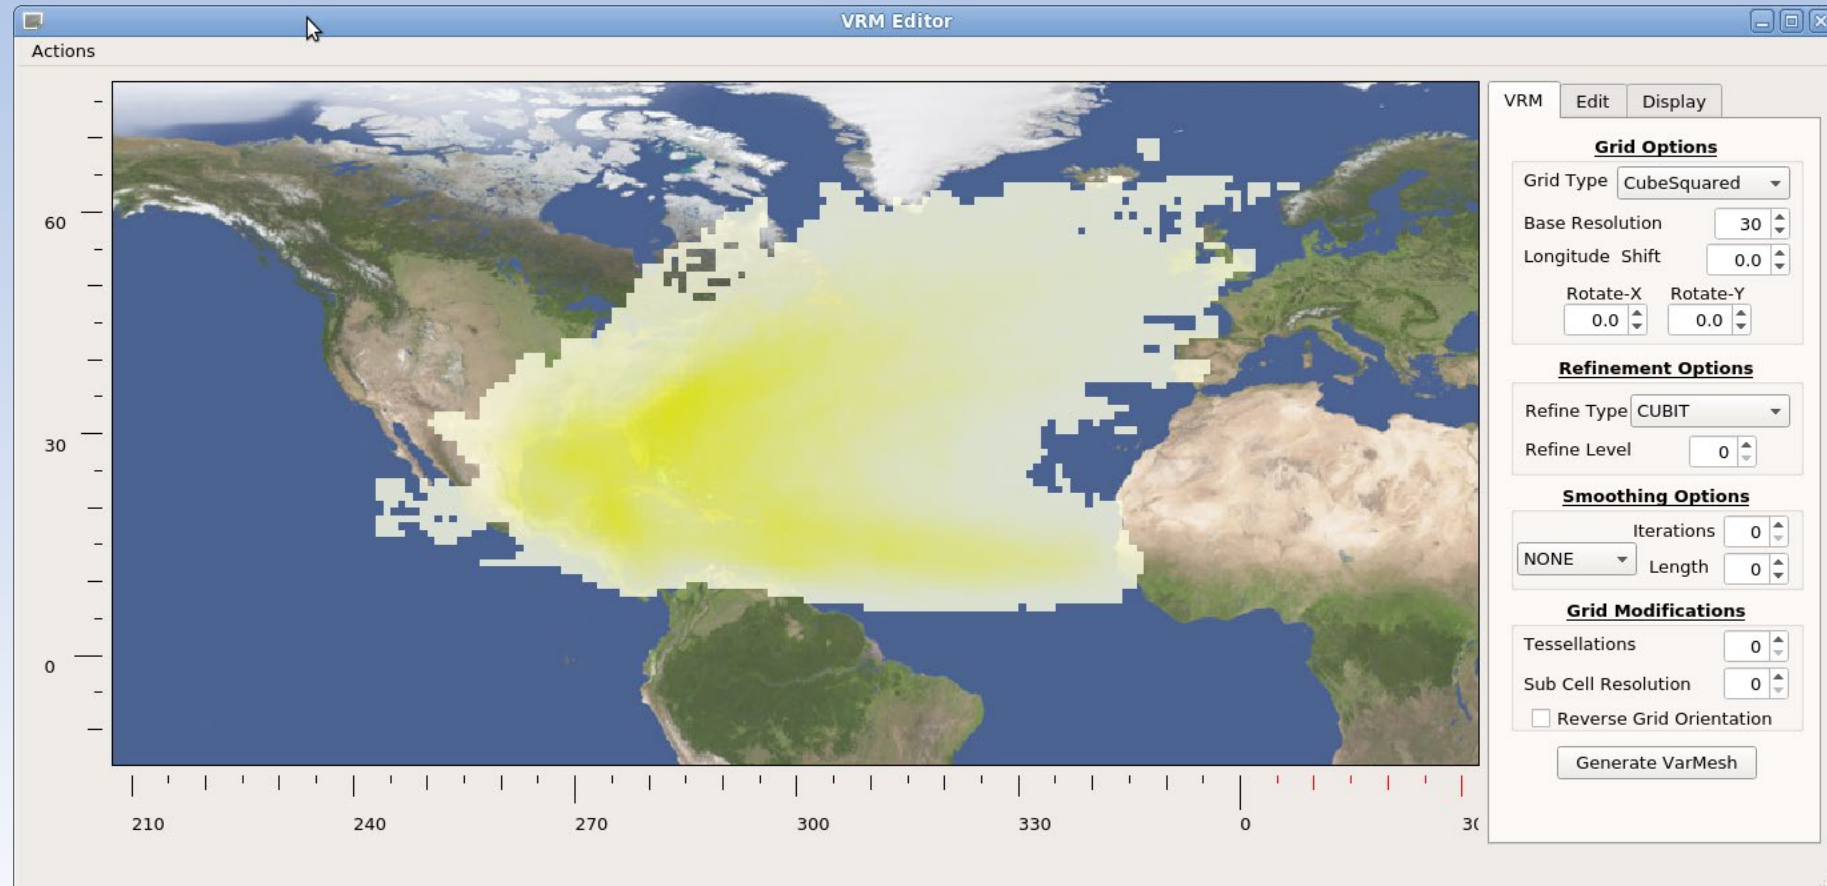 VRM Editor
Actions
60
30
0
210 240 270 300 330 0 30
VRM Edit Display
Grid Options
Grid Type CubeSquared
Base Resolution 30
Longitude Shift 0.0
Rotate-X Rotate-Y
0.0 0.0
Refinement Options
Refine Type CUBIT
Refine Level 0
Smoothing Options
Iterations 0
NONE Length 0
Grid Modifications
Tessellations 0
Sub Cell Resolution 0
Reverse Grid Orientation
Generate VarMesh